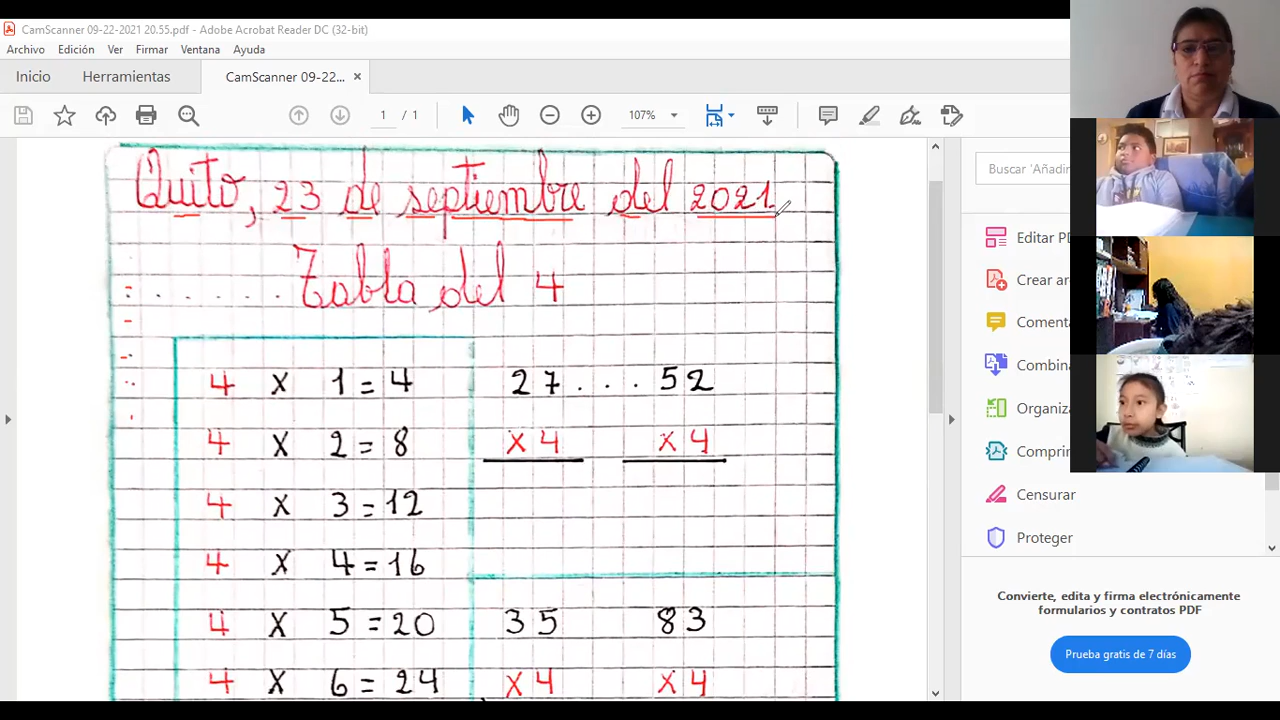 CamScanner 09-22-2021 20.55.pdf - Adobe Acrobat Reader DC (32-bit)
Archivo Edición Ver Firmar Ventana Ayuda
Inicio Herramientas CamScanner 09-22... ×
1 / 1 107%
Quito, 23 de septiembre del 2021
Tabla del 4
4 X 1 = 4
4 X 2 = 8
4 X 3 = 12
4 X 4 = 16
4 X 5 = 20
4 X 6 = 24
27 . . . 52
X 4 X 4
35 83
X 4 X 4
Buscar 'Añadi
Editar PD
Crear ar
Comenta
Combina
Organiza
Comprin
Censurar
Proteger
Convierte, edita y firma electrónicamente
formularios y contratos PDF
Prueba gratis de 7 días